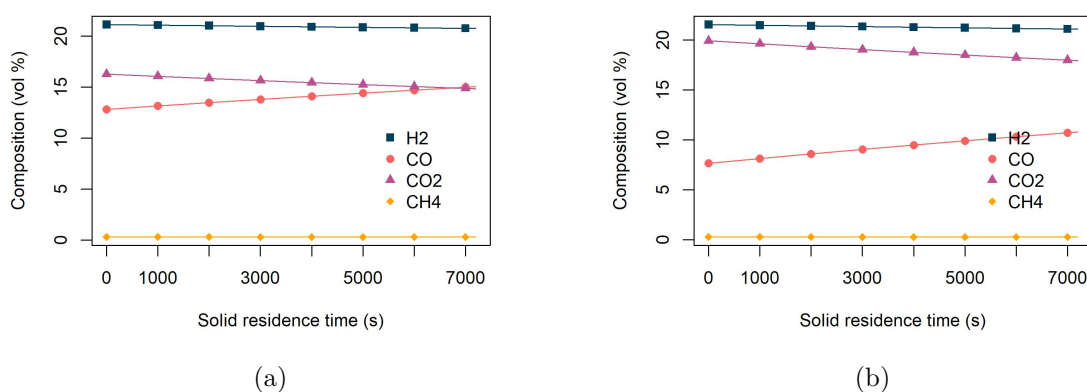 Composition (vol %)
0 5 10 15 20
H2
CO
CO2
CH4
0 1000 3000 5000 7000
Solid residence time (s)
(a)
Composition (vol %)
0 5 10 15 20
H2
CO
CO2
CH4
0 1000 3000 5000 7000
Solid residence time (s)
(b)